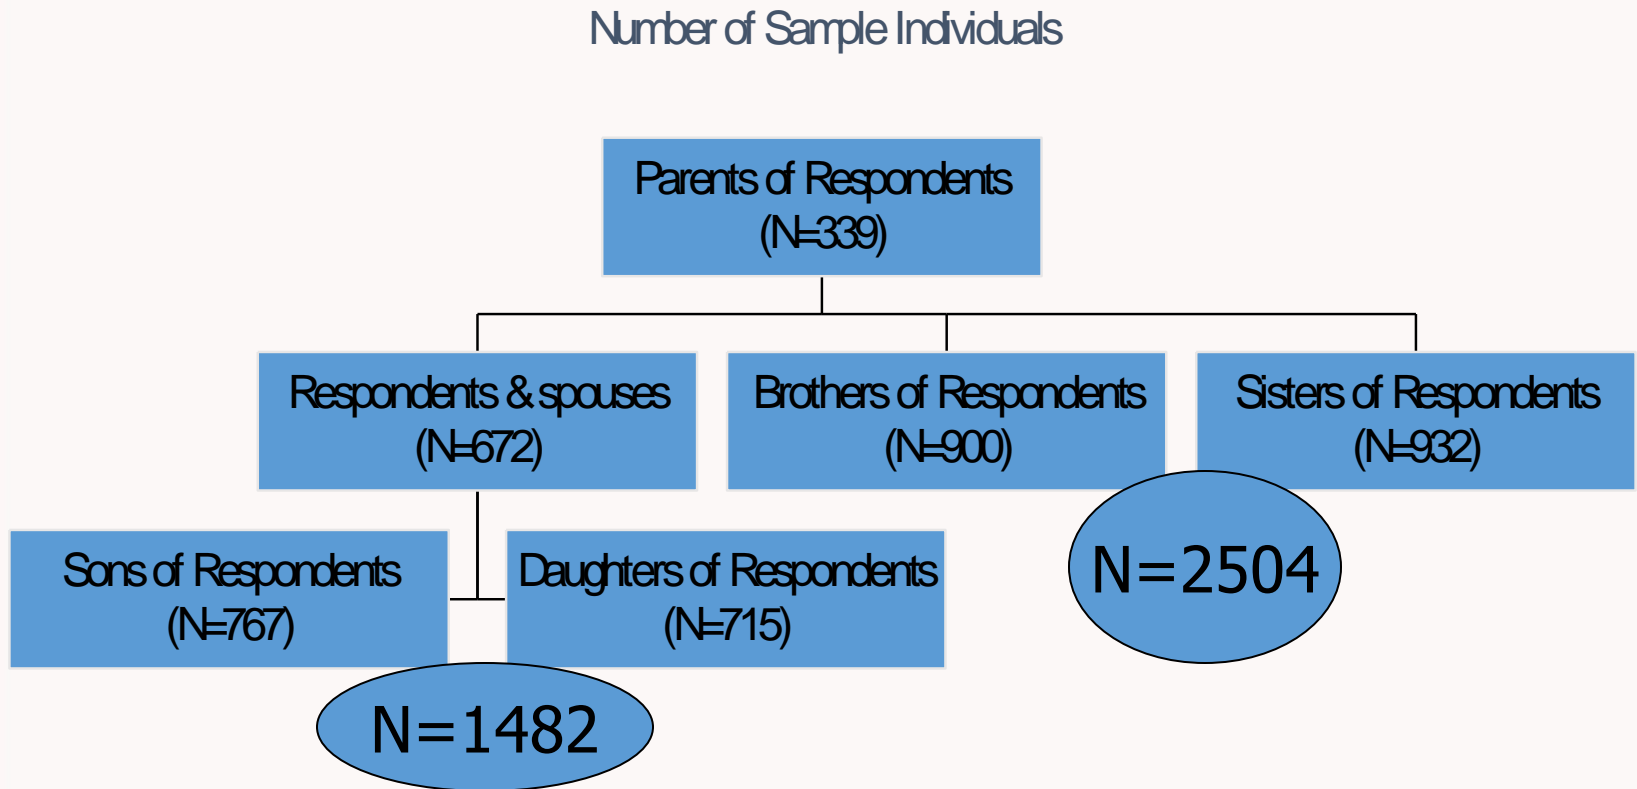 Number of Sample Individuals
Parents of Respondents
(N=339)
Respondents & spouses
(N=672)
Brothers of Respondents
(N=900)
Sisters of Respondents
(N=932)
N=2504
Sons of Respondents
(N=767)
Daughters of Respondents
(N=715)
N=1482